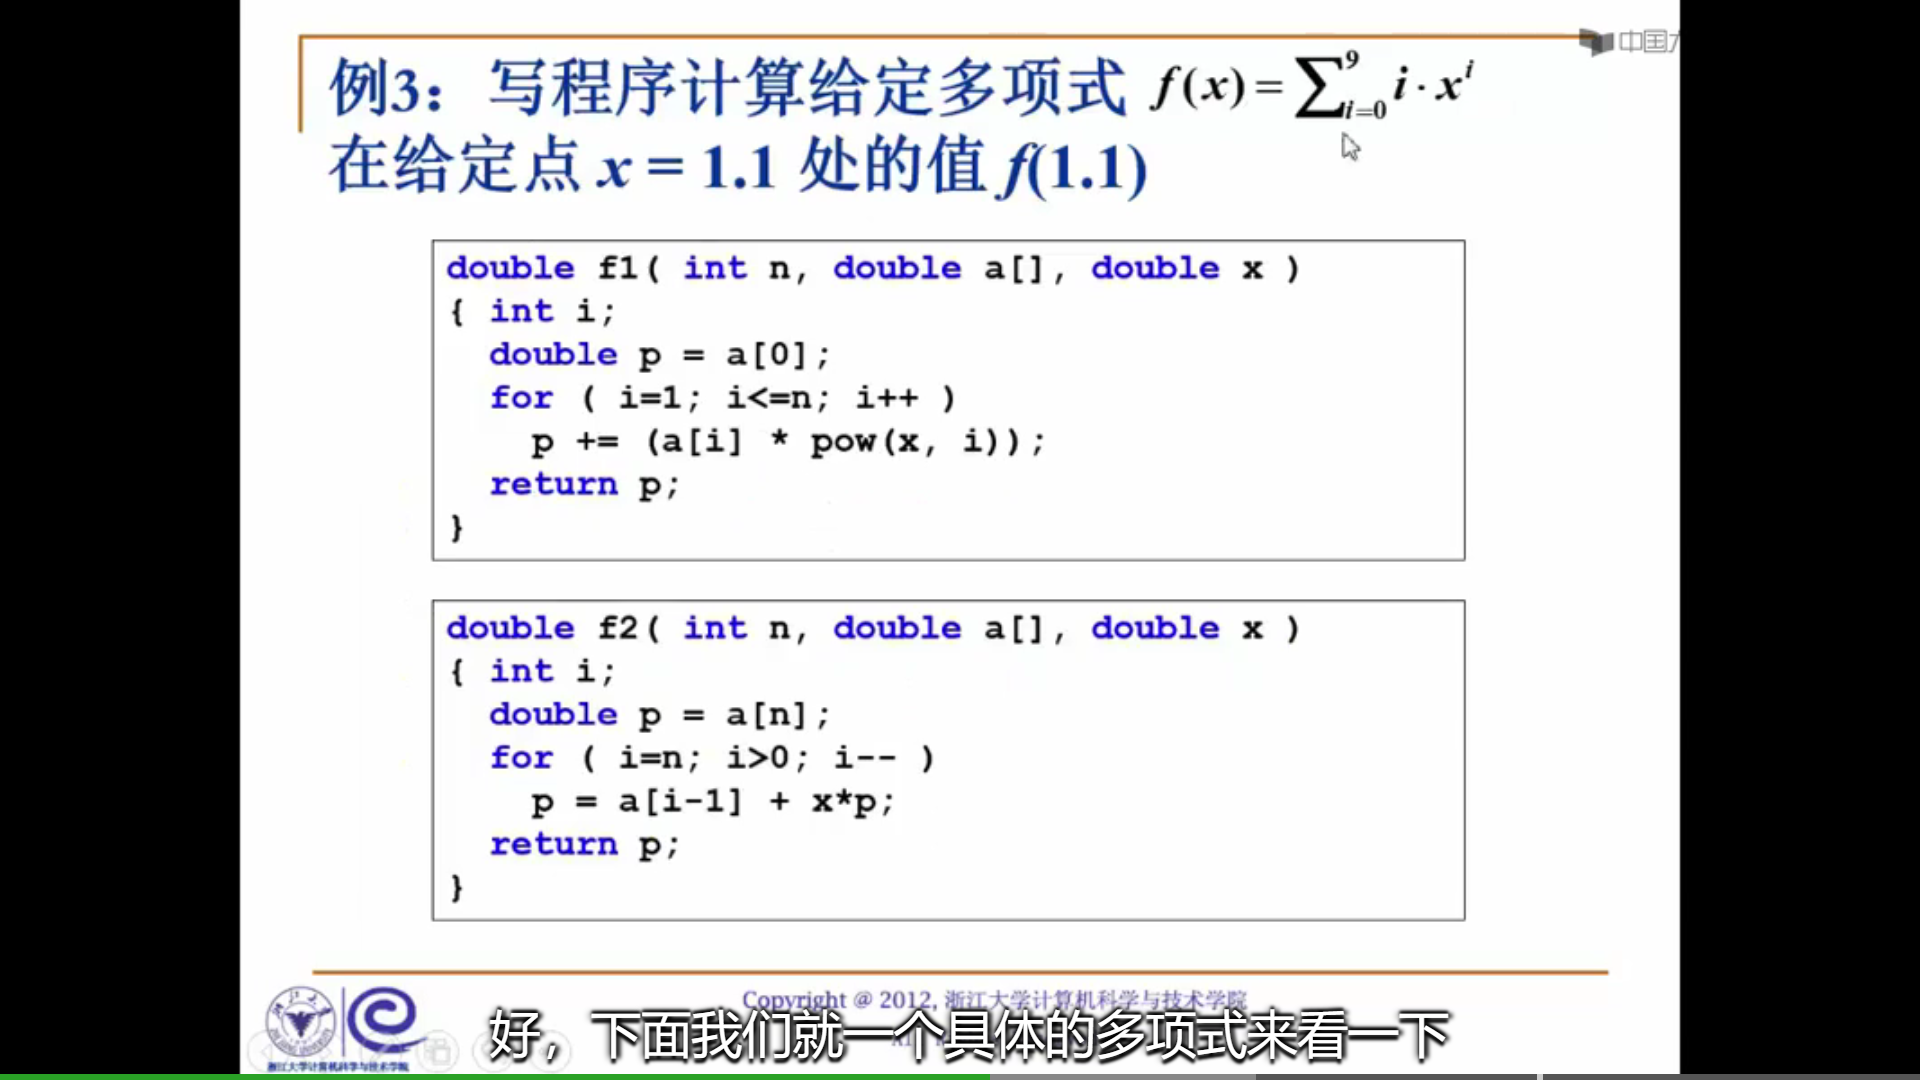 中国大
例3：写程序计算给定多项式 f(x) = ∑_{i=0}^{9} i · x^i
在给定点 x = 1.1 处的值 f(1.1)
double f1( int n, double a[], double x )
{ int i;
  double p = a[0];
  for ( i=1; i<=n; i++ )
    p += (a[i] * pow(x, i));
  return p;
}
double f2( int n, double a[], double x )
{ int i;
  double p = a[n];
  for ( i=n; i>0; i-- )
    p = a[i-1] + x*p;
  return p;
}
Copyright @ 2012, 浙江大学计算机科学与技术学院
好，下面我们就一个具体的多项式来看一下
浙江大学计算机科学与技术学院